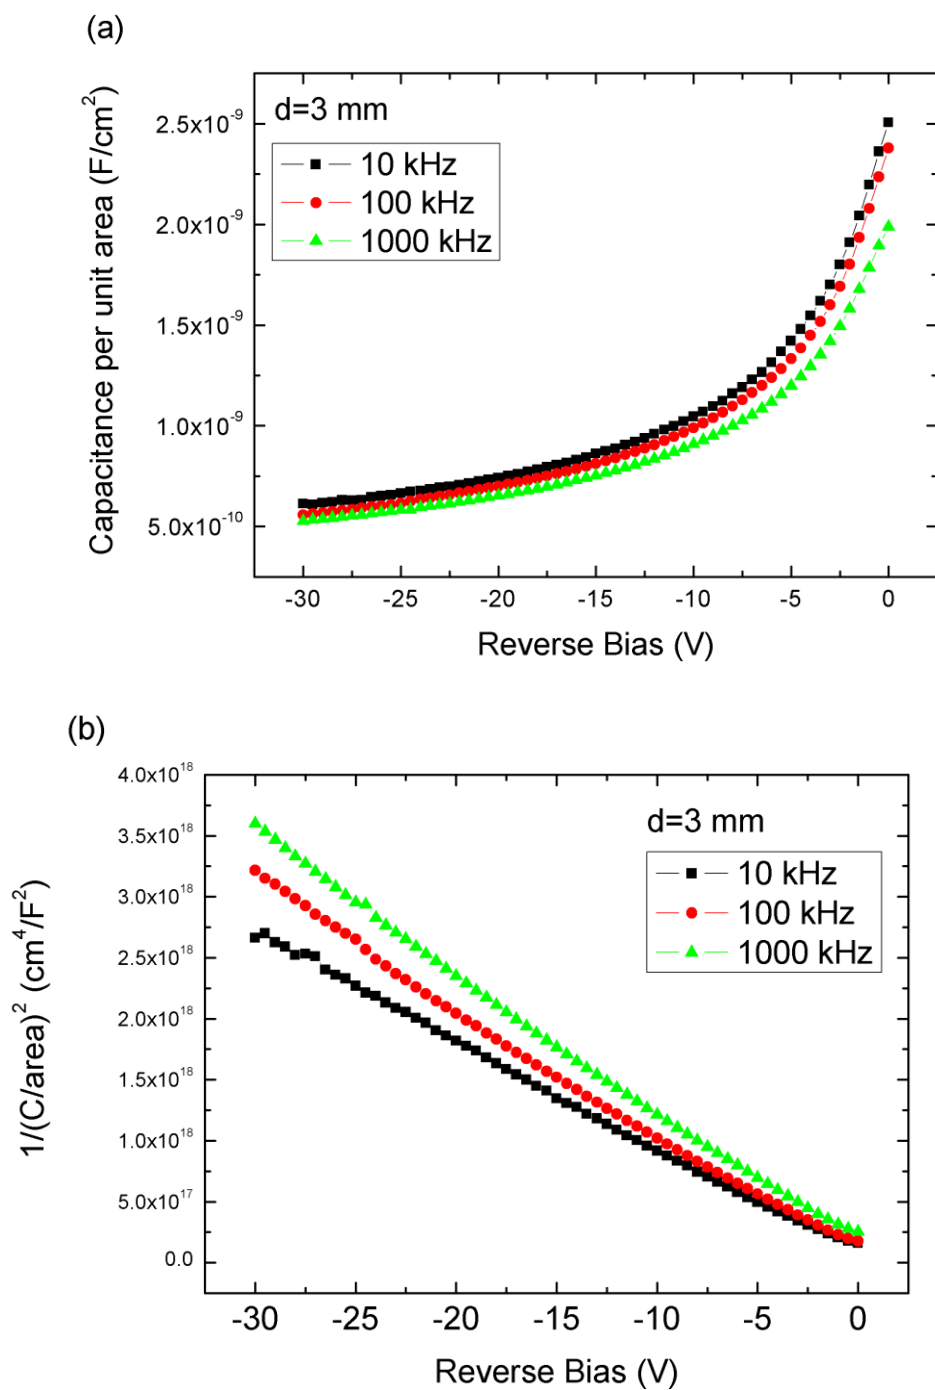 (a)
Capacitance per unit area (F/cm²)
d=3 mm
10 kHz
100 kHz
1000 kHz
2.5x10⁻⁹
2.0x10⁻⁹
1.5x10⁻⁹
1.0x10⁻⁹
5.0x10⁻¹⁰
-30 -25 -20 -15 -10 -5 0
Reverse Bias (V)
(b)
1/(C/area)² (cm⁴/F²)
d=3 mm
10 kHz
100 kHz
1000 kHz
4.0x10¹⁸
3.5x10¹⁸
3.0x10¹⁸
2.5x10¹⁸
2.0x10¹⁸
1.5x10¹⁸
1.0x10¹⁸
5.0x10¹⁷
0.0
-30 -25 -20 -15 -10 -5 0
Reverse Bias (V)